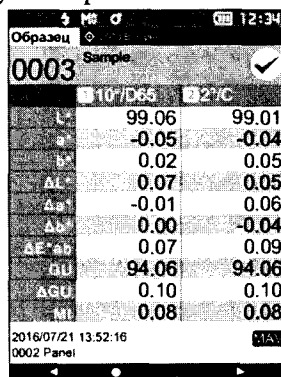 12:34
Образец
0003 Sample
1 10°/D65 2 2°/C
L* 99.06 99.01
a* -0.05 -0.04
b* 0.02 0.05
ΔL* 0.07 0.05
Δa* -0.01 0.06
Δb* 0.00 -0.04
ΔE*ab 0.07 0.09
GU 94.06 94.06
ΔGU 0.10 0.10
MI 0.08 0.08
2016/07/21 13:52:16
0002 Panel